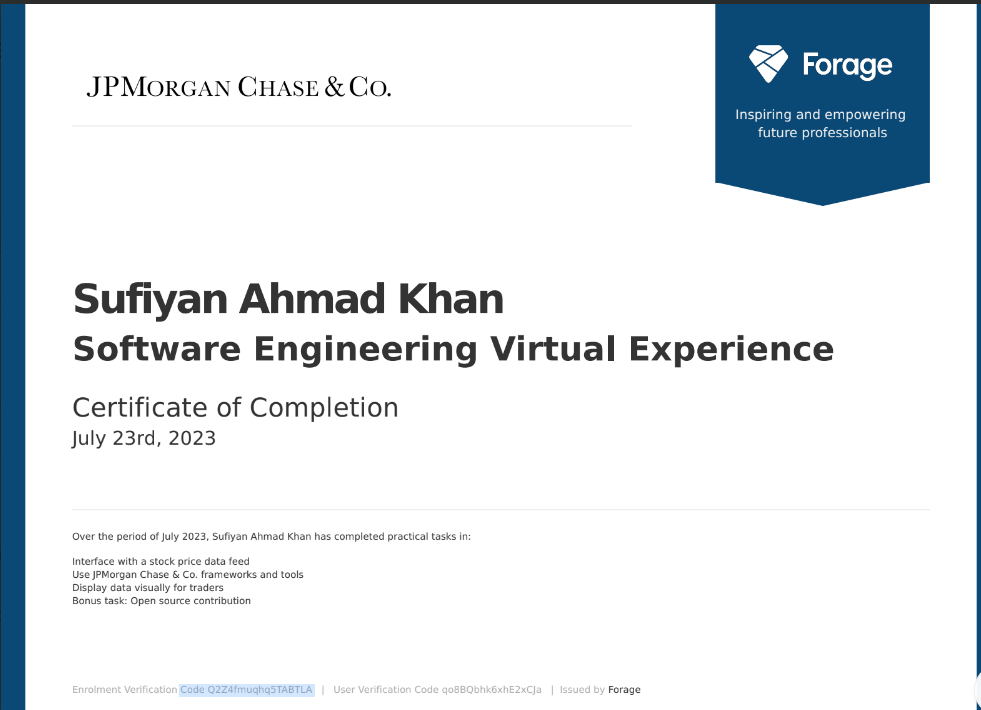 JPMORGAN CHASE & CO.
Forage
Inspiring and empowering
future professionals
Sufiyan Ahmad Khan
Software Engineering Virtual Experience
Certificate of Completion
July 23rd, 2023
Over the period of July 2023, Sufiyan Ahmad Khan has completed practical tasks in:
Interface with a stock price data feed
Use JPMorgan Chase & Co. frameworks and tools
Display data visually for traders
Bonus task: Open source contribution
Enrolment Verification Code Q2Z4fmuqhq5TABTLA | User Verification Code qo8BQbhk6xhE2xCJa | Issued by Forage